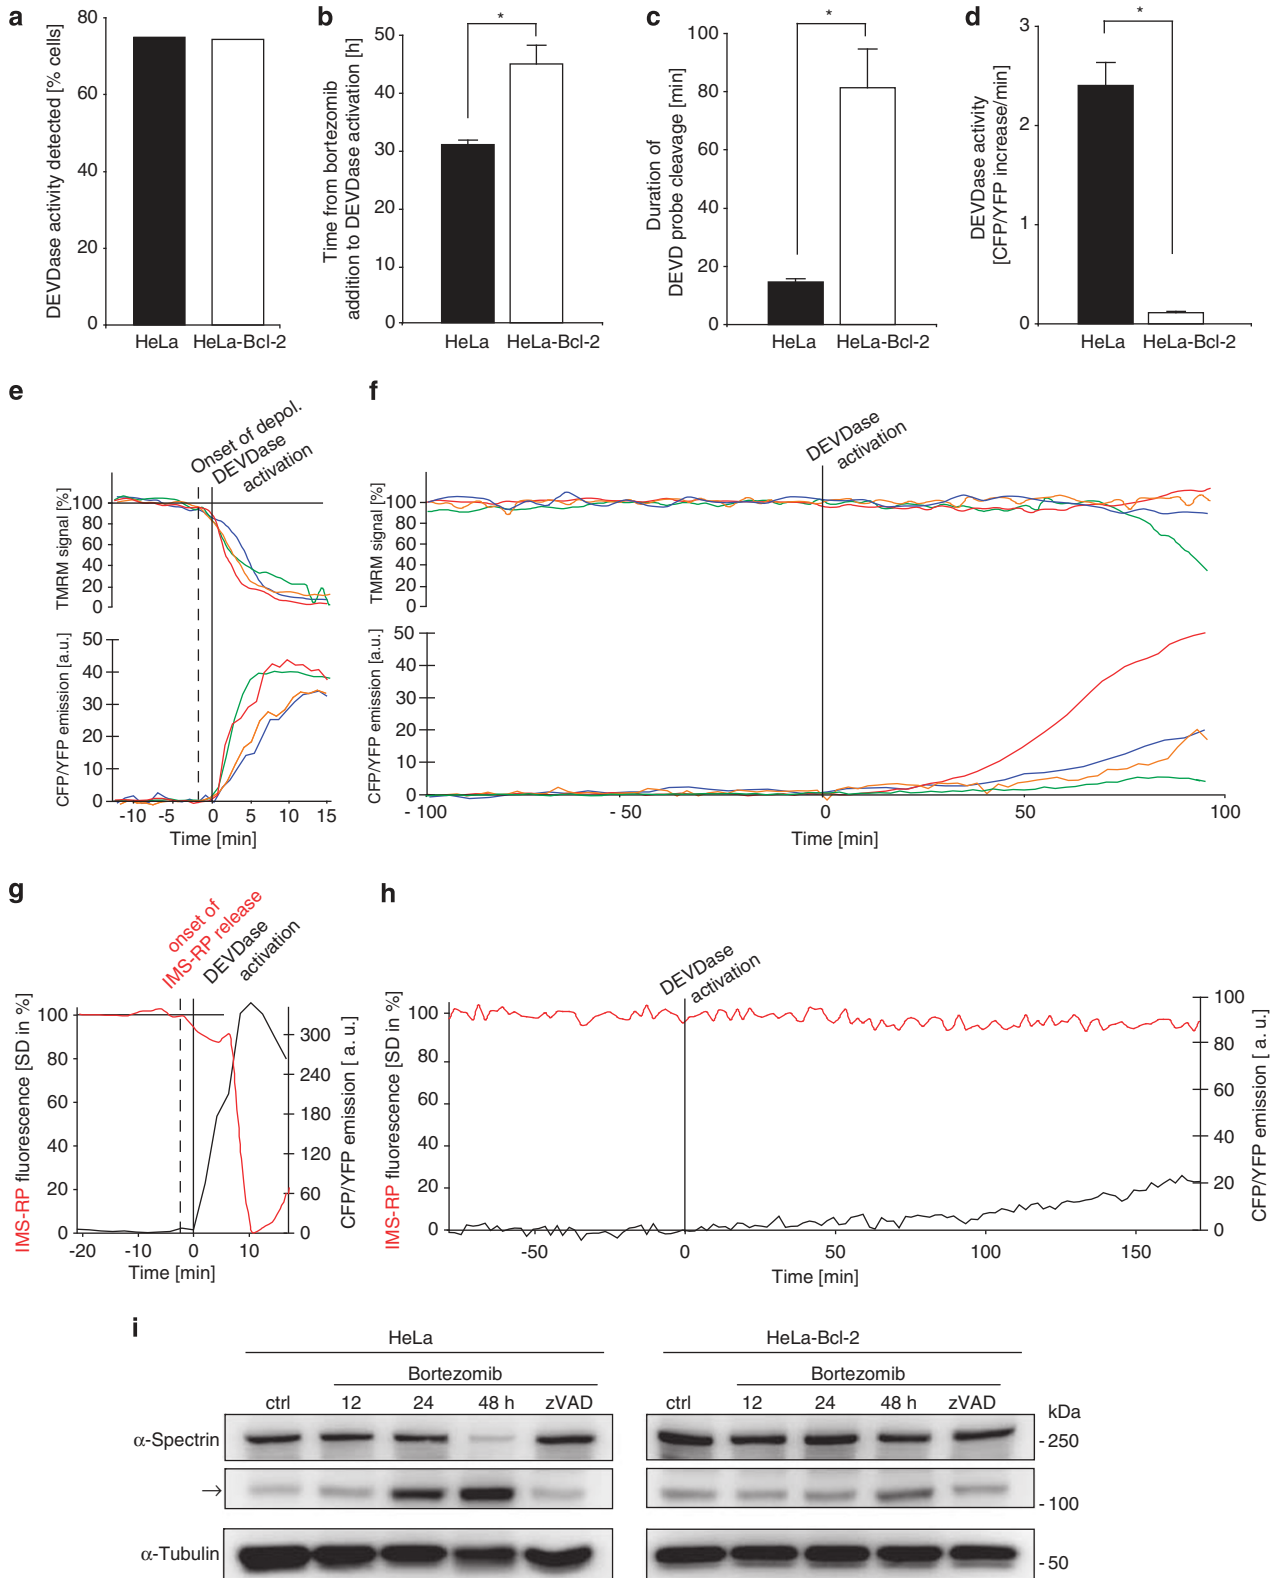 a
b
c
d
DEVDase activity detected [% cells]
80
60
40
20
0
HeLa HeLa-Bcl-2
Time from bortezomib
addition to DEVDase activation [h]
50
40
30
20
10
0
*
HeLa HeLa-Bcl-2
Duration of
DEVD probe cleavage [min]
100
80
60
40
20
0
*
HeLa HeLa-Bcl-2
DEVDase activity
[CFP/YFP increase/min]
3
2
1
0
*
HeLa HeLa-Bcl-2
e
Onset of depol.
DEVDase
activation
TMRM signal [%]
100
80
60
40
20
0
CFP/YFP emission [a.u.]
50
40
30
20
10
0
-10 -5 0 5 10 15
Time [min]
f
DEVDase
activation
TMRM signal [%]
100
80
60
40
20
0
CFP/YFP emission [a.u.]
50
40
30
20
10
0
- 100 - 50 0 50 100
Time [min]
g
onset of
IMS-RP release
DEVDase
activation
IMS-RP fluorescence [SD in %]
100
80
60
40
20
0
CFP/YFP emission [ a. u.]
300
240
180
120
60
0
-20 -10 0 10
Time [min]
h
DEVDase
activation
IMS-RP fluorescence [SD in %]
100
80
60
40
20
0
CFP/YFP emission [ a. u.]
100
80
60
40
20
0
-50 0 50 100 150
Time [min]
i
HeLa HeLa-Bcl-2
Bortezomib Bortezomib
ctrl 12 24 48 h zVAD ctrl 12 24 48 h zVAD
kDa
α-Spectrin - 250
→ - 100
α-Tubulin - 50